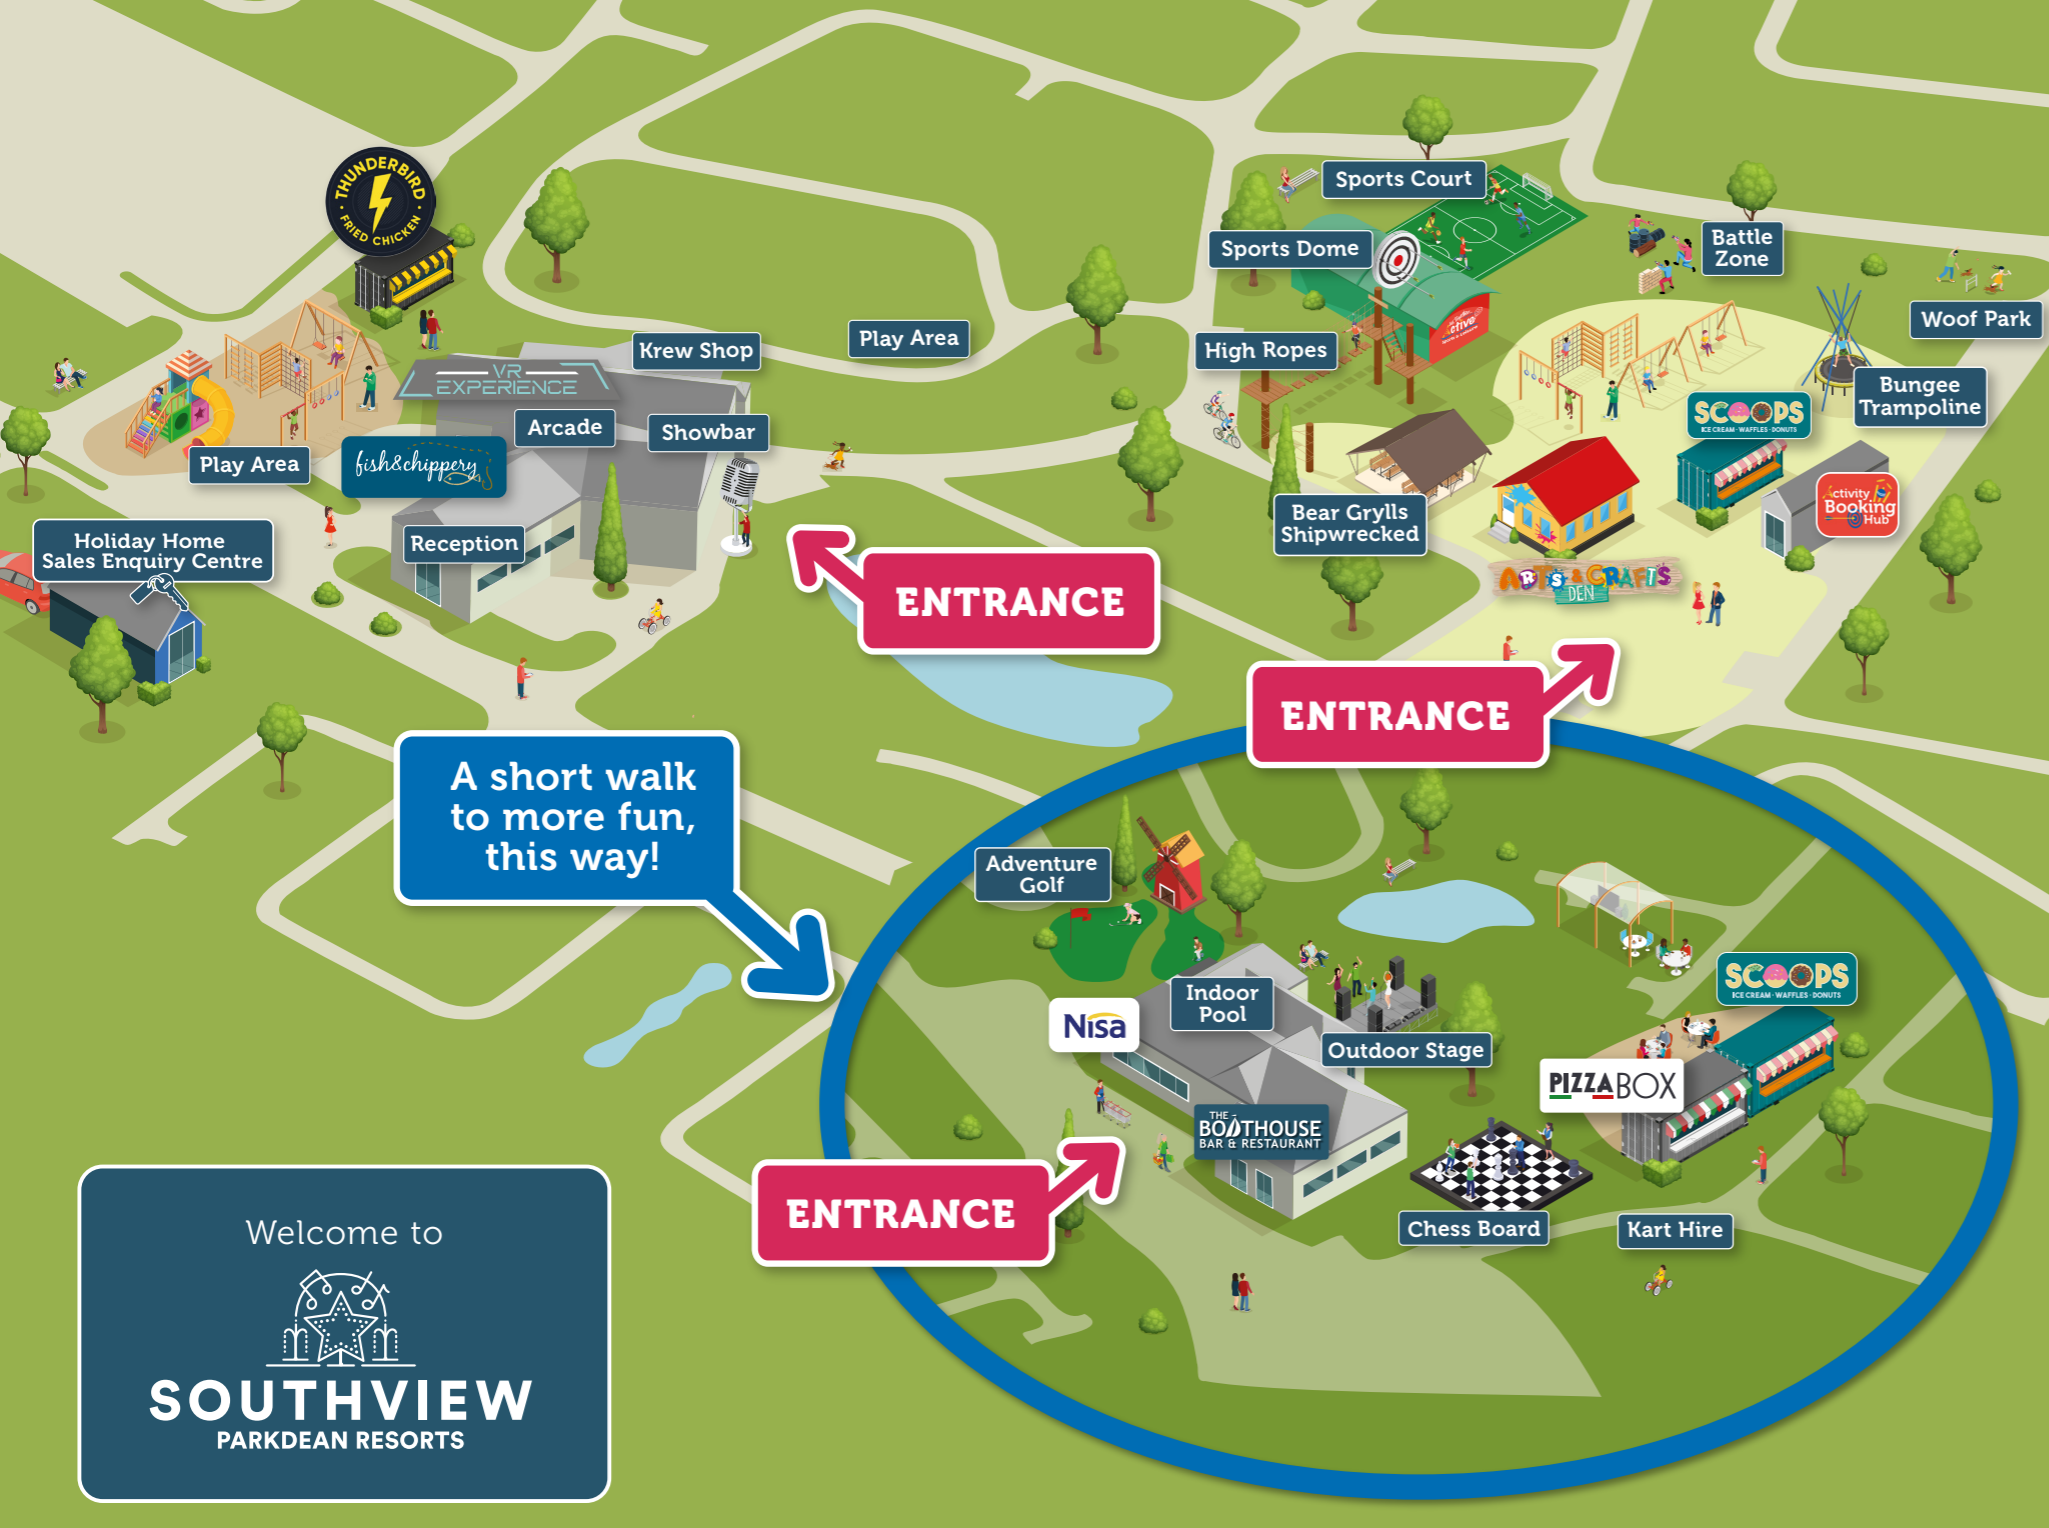 THUNDERBIRD
FRIED CHICKEN
Sports Court
Sports Dome
Battle
Zone
Woof Park
Krew Shop
Play Area
High Ropes
VR
EXPERIENCE
Bungee
Trampoline
SCOOPS
ICE CREAM · WAFFLES · DONUTS
Arcade
Showbar
Play Area
fish&chippery
Activity
Booking
Hub
Bear Grylls
Shipwrecked
Holiday Home
Sales Enquiry Centre
Reception
ARTS & CRAFTS
DEN
ENTRANCE
ENTRANCE
A short walk
to more fun,
this way!
Adventure
Golf
SCOOPS
ICE CREAM · WAFFLES · DONUTS
Indoor
Pool
Nisa
Outdoor Stage
PIZZABOX
THE
BOATHOUSE
BAR & RESTAURANT
ENTRANCE
Chess Board
Kart Hire
Welcome to
SOUTHVIEW
PARKDEAN RESORTS